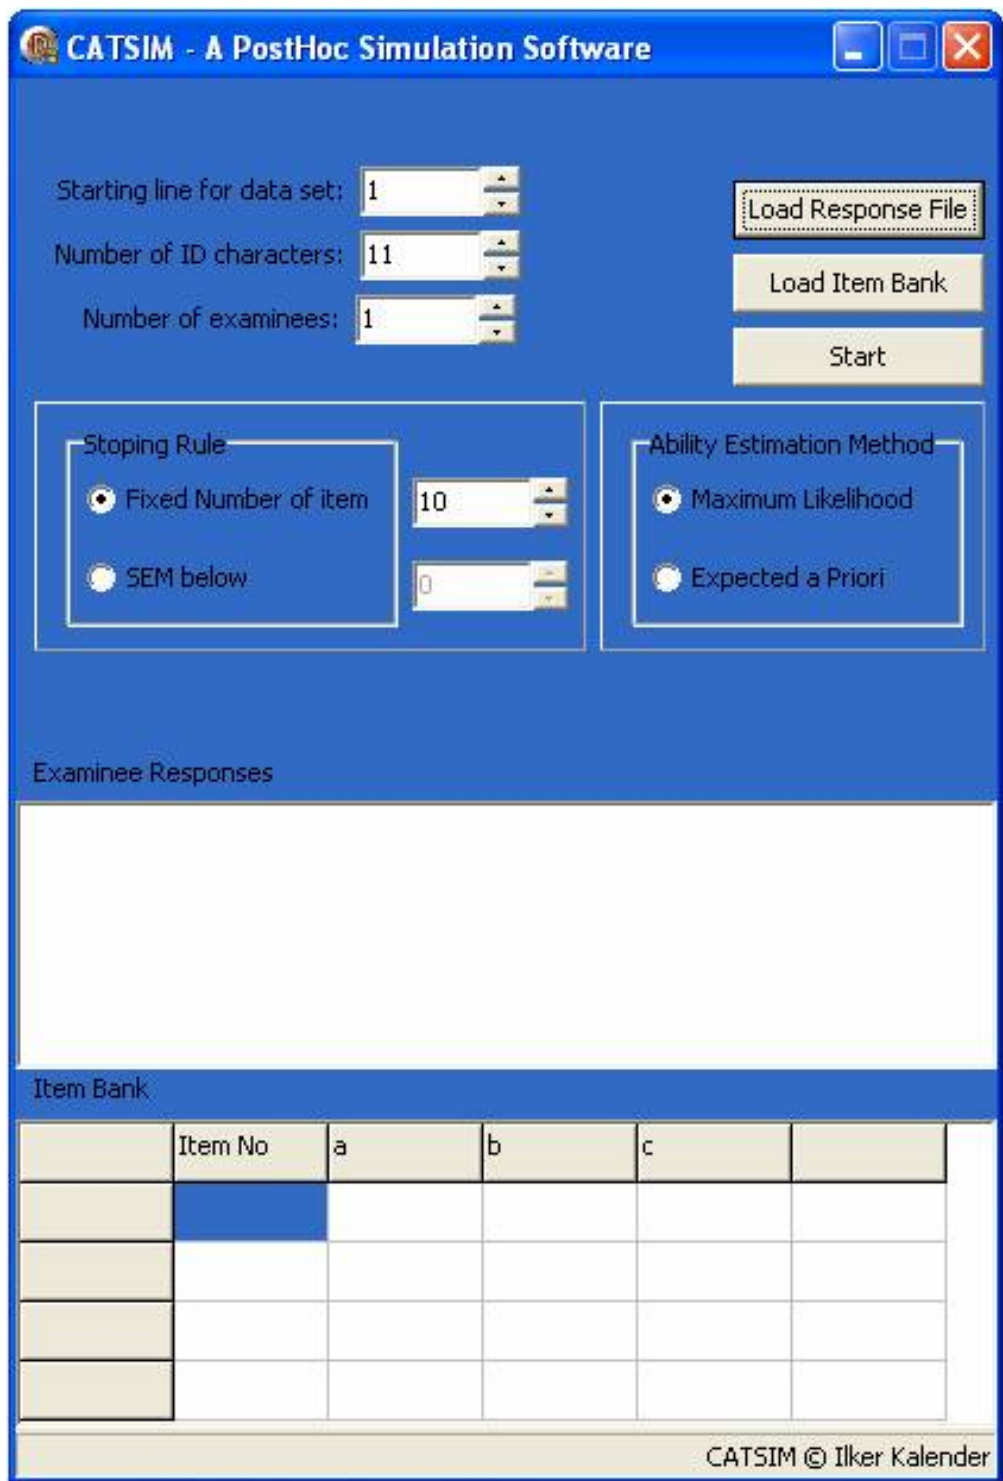 CATSIM - A PostHoc Simulation Software
Starting line for data set: 1
Number of ID characters: 11
Number of examinees: 1
Load Response File
Load Item Bank
Start
Stoping Rule
Fixed Number of item 10
SEM below 0
Ability Estimation Method
Maximum Likelihood
Expected a Priori
Examinee Responses
Item Bank
Item No a b c
CATSIM © Ilker Kalender